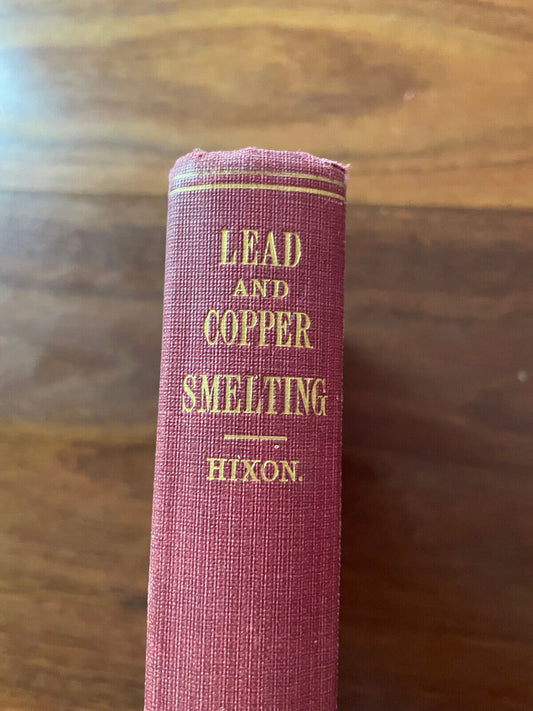 LEAD
AND
COPPER
SMELTING
HIXON.